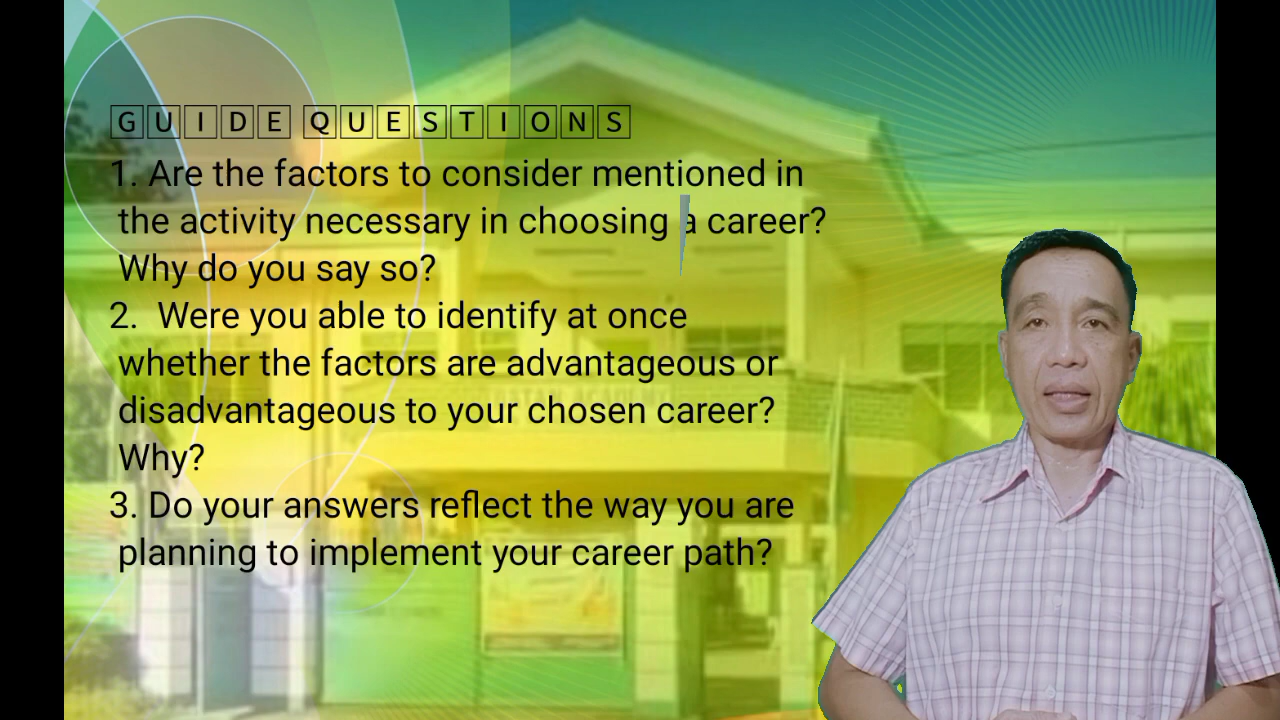 GUIDE QUESTIONS
1. Are the factors to consider mentioned in
the activity necessary in choosing a career?
Why do you say so?
2. Were you able to identify at once
whether the factors are advantageous or
disadvantageous to your chosen career?
Why?
3. Do your answers reflect the way you are
planning to implement your career path?